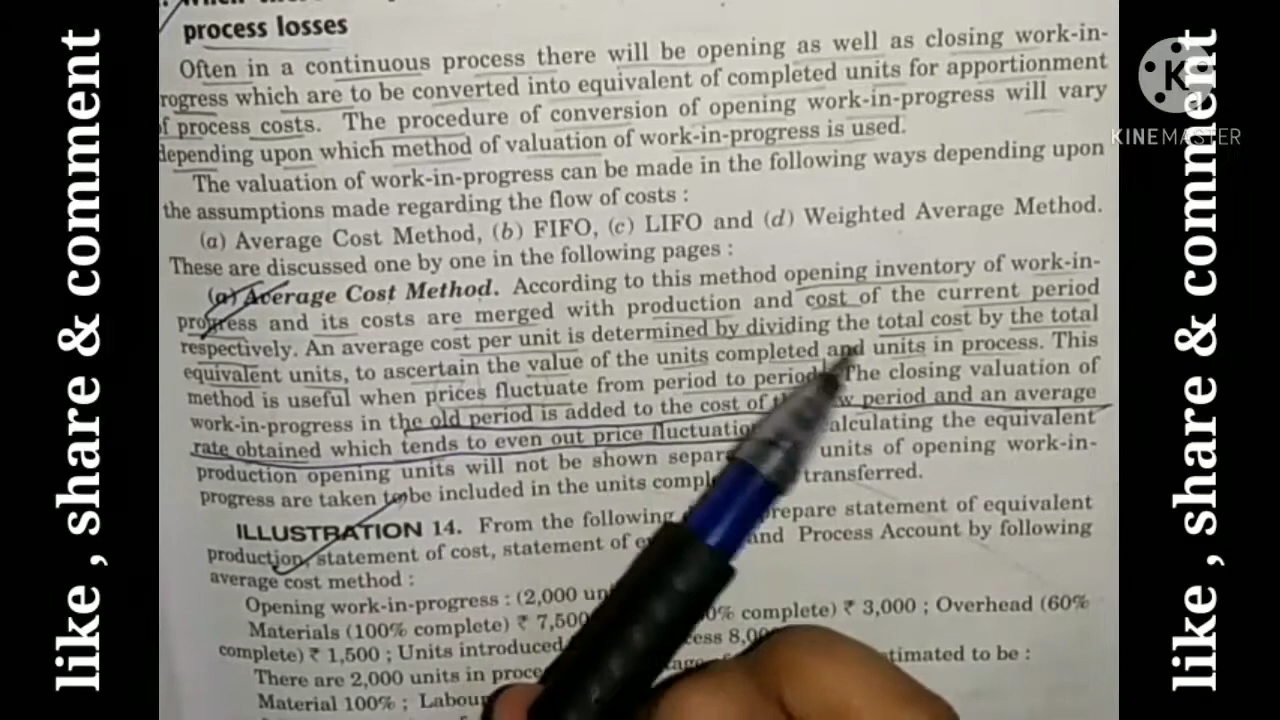 process losses
Often in a continuous process there will be opening as well as closing work-in-
rogress which are to be converted into equivalent of completed units for apportionment
f process costs. The procedure of conversion of opening work-in-progress will vary
depending upon which method of valuation of work-in-progress is used.
The valuation of work-in-progress can be made in the following ways depending upon
the assumptions made regarding the flow of costs :
(a) Average Cost Method, (b) FIFO, (c) LIFO and (d) Weighted Average Method.
These are discussed one by one in the following pages :
(a) Average Cost Method. According to this method opening inventory of work-in-
progress and its costs are merged with production and cost of the current period
respectively. An average cost per unit is determined by dividing the total cost by the total
equivalent units, to ascertain the value of the units completed and units in process. This
method is useful when prices fluctuate from period to period. The closing valuation of
work-in-progress in the old period is added to the cost of period and an average
rate obtained which tends to even out price fluctuatio calculating the equivalent
production opening units will not be shown separ units of opening work-in-
progress are taken to be included in the units compl transferred.
ILLUSTRATION 14. From the following prepare statement of equivalent
production, statement of cost, statement of and Process Account by following
average cost method :
Opening work-in-progress : (2,000 un
Materials (100% complete) ₹ 7,500 0% complete) ₹ 3,000 ; Overhead (60%
complete) ₹ 1,500 ; Units introduced ess 8,00
There are 2,000 units in proce timated to be :
Material 100% ; Labou
K
KINEMASTER
like , share & comment
like , share & comment